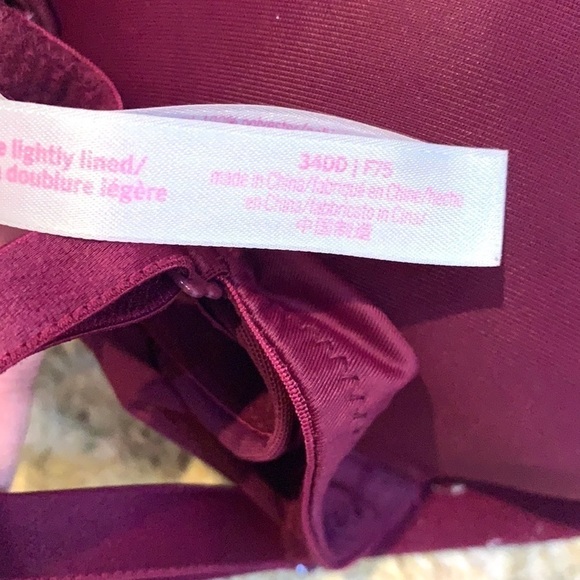 e lightly lined/
doublure légère
34DD | F75
made in China/fabriqué en Chine/hecho
en China/fabbricato in Cina/
中国制造